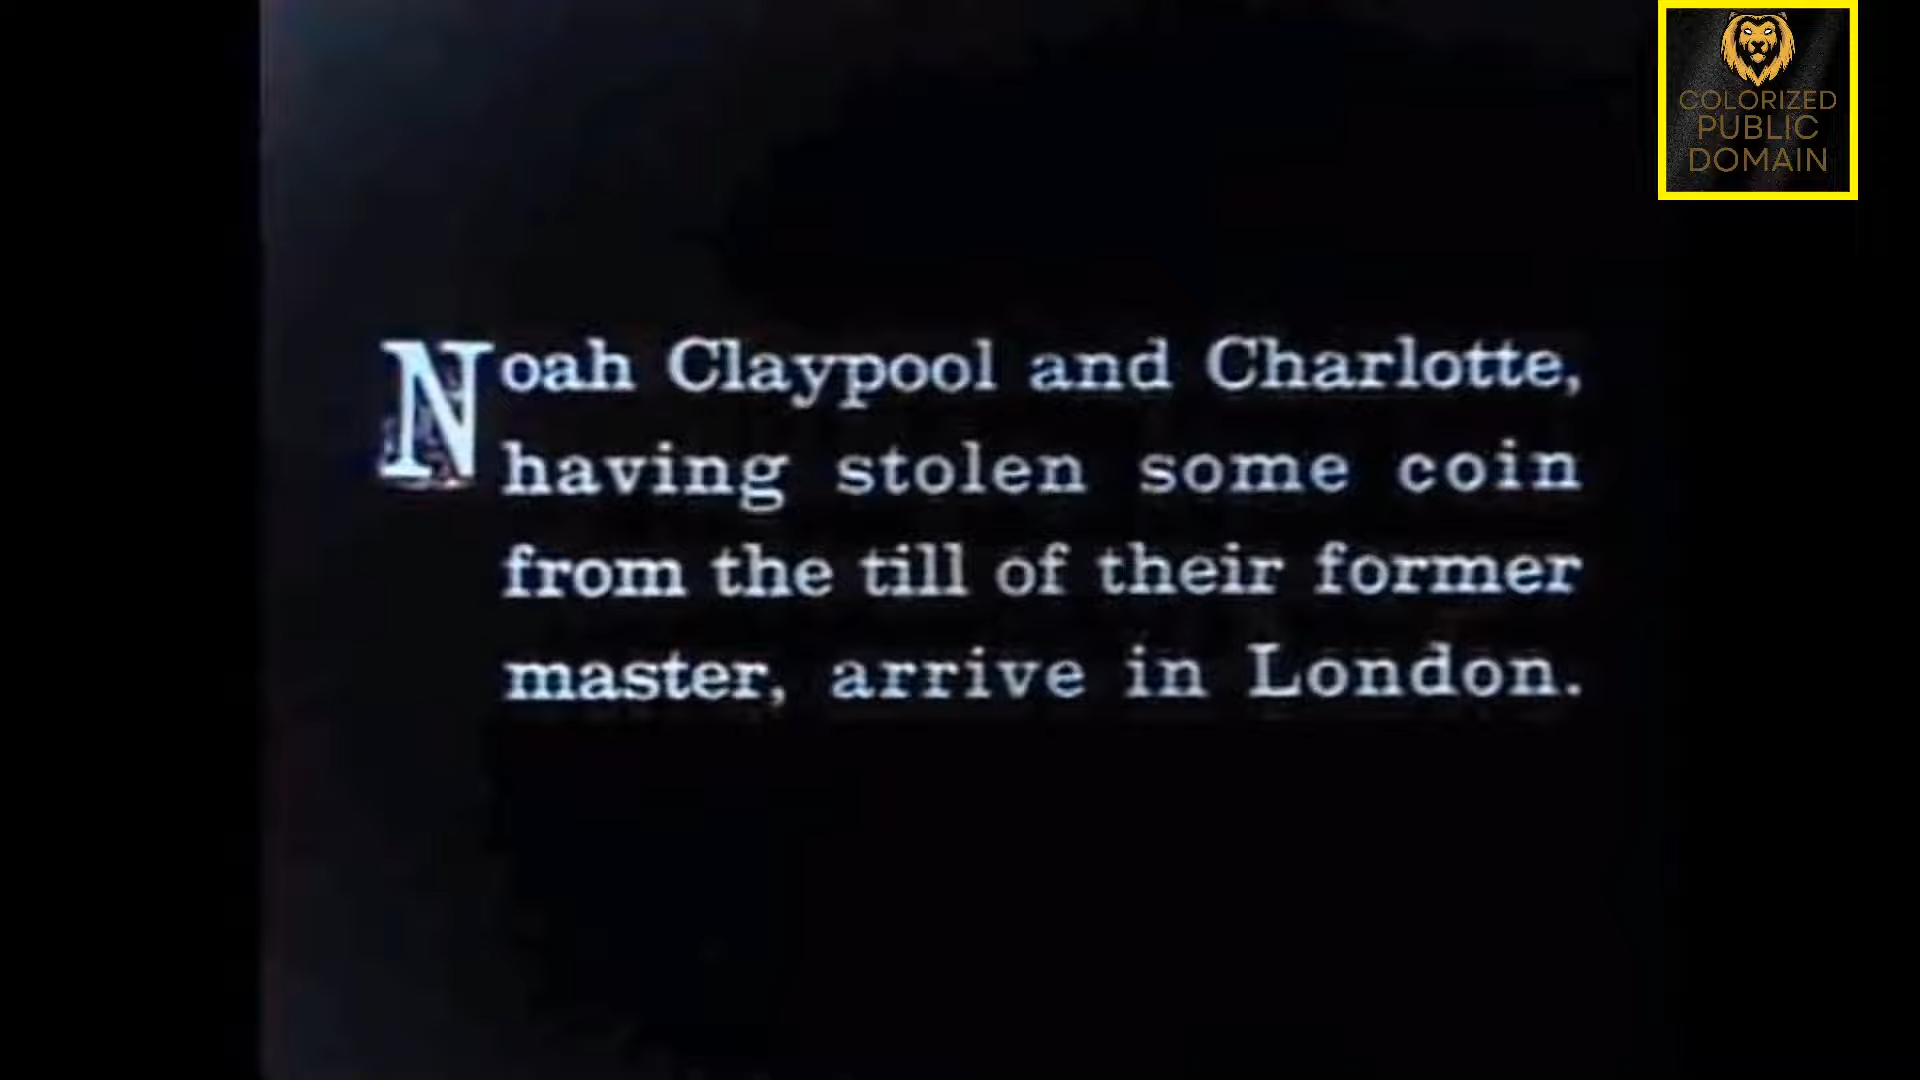 COLORIZED
PUBLIC
DOMAIN
Noah Claypool and Charlotte,
having stolen some coin
from the till of their former
master, arrive in London.